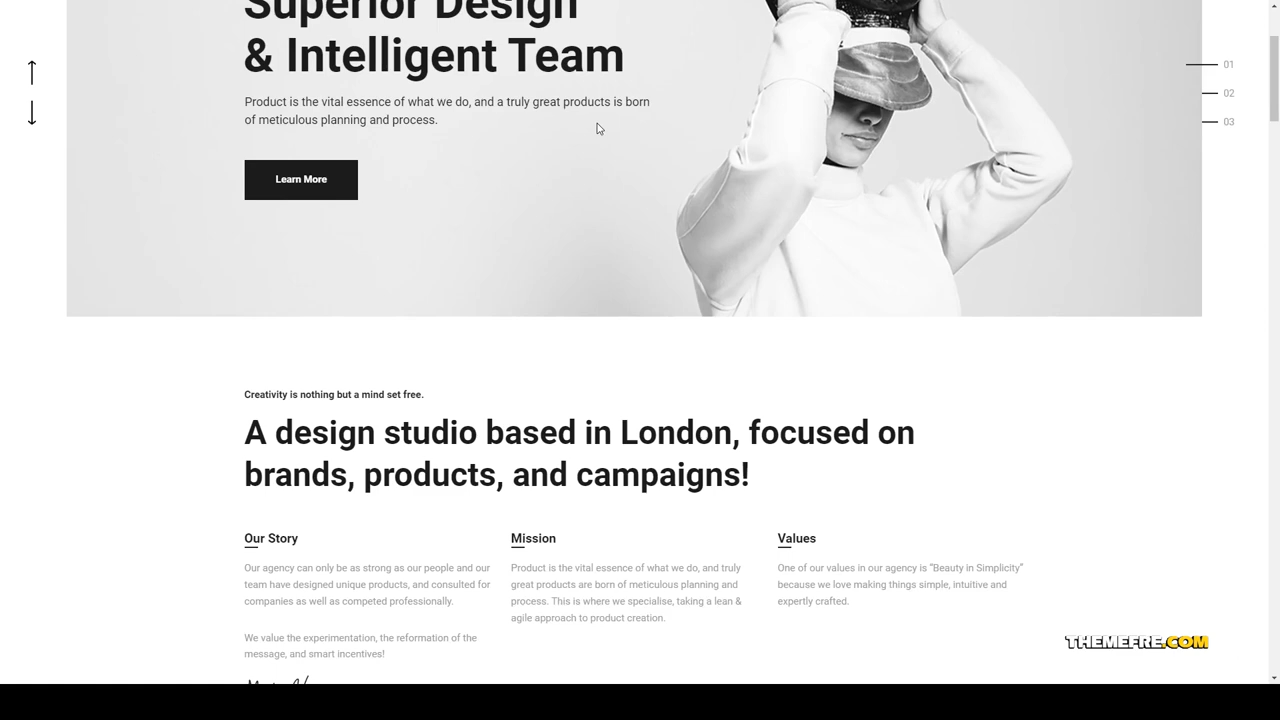 Superior Design
& Intelligent Team
Product is the vital essence of what we do, and a truly great products is born
of meticulous planning and process.
Learn More
01
02
03
Creativity is nothing but a mind set free.
A design studio based in London, focused on
brands, products, and campaigns!
Our Story
Our agency can only be as strong as our people and our
team have designed unique products, and consulted for
companies as well as competed professionally.
We value the experimentation, the reformation of the
message, and smart incentives!
Mission
Product is the vital essence of what we do, and truly
great products are born of meticulous planning and
process. This is where we specialise, taking a lean &
agile approach to product creation.
Values
One of our values in our agency is “Beauty in Simplicity”
because we love making things simple, intuitive and
expertly crafted.
THEMEFRE.COM